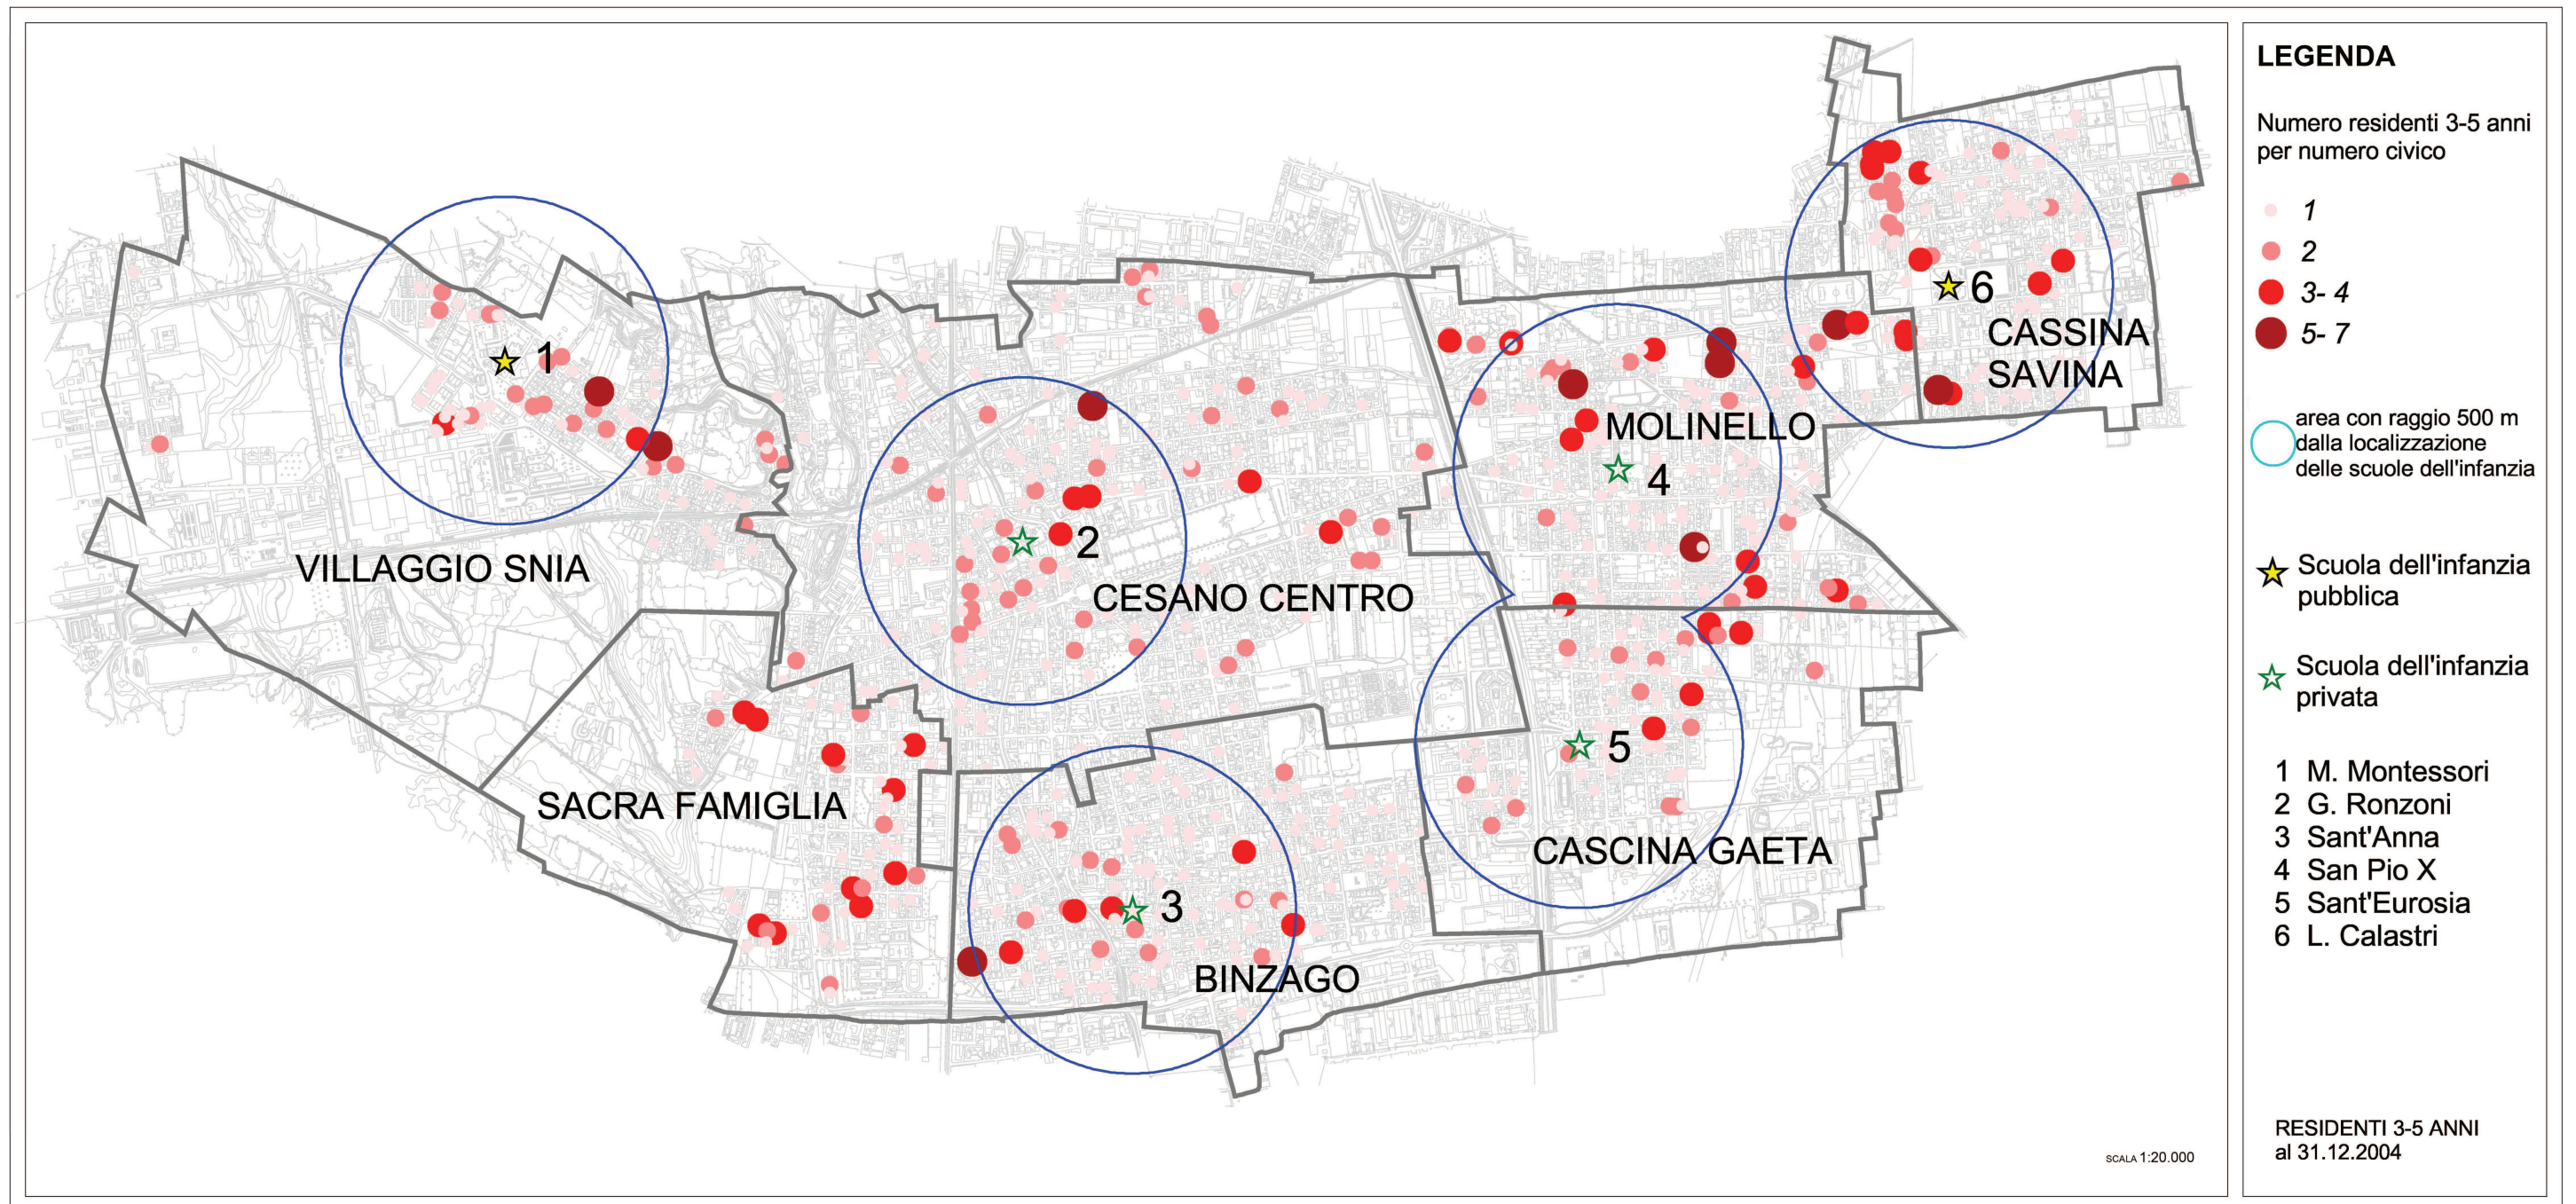 VILLAGGIO SNIA
SACRA FAMIGLIA
CESANO CENTRO
BINZAGO
MOLINELLO
CASCINA GAETA
CASSINA
SAVINA
1
2
3
4
5
6
SCALA 1:20.000
LEGENDA
Numero residenti 3-5 anni
per numero civico
1
2
3- 4
5- 7
area con raggio 500 m
dalla localizzazione
delle scuole dell'infanzia
Scuola dell'infanzia
pubblica
Scuola dell'infanzia
privata
1 M. Montessori
2 G. Ronzoni
3 Sant'Anna
4 San Pio X
5 Sant'Eurosia
6 L. Calastri
RESIDENTI 3-5 ANNI
al 31.12.2004